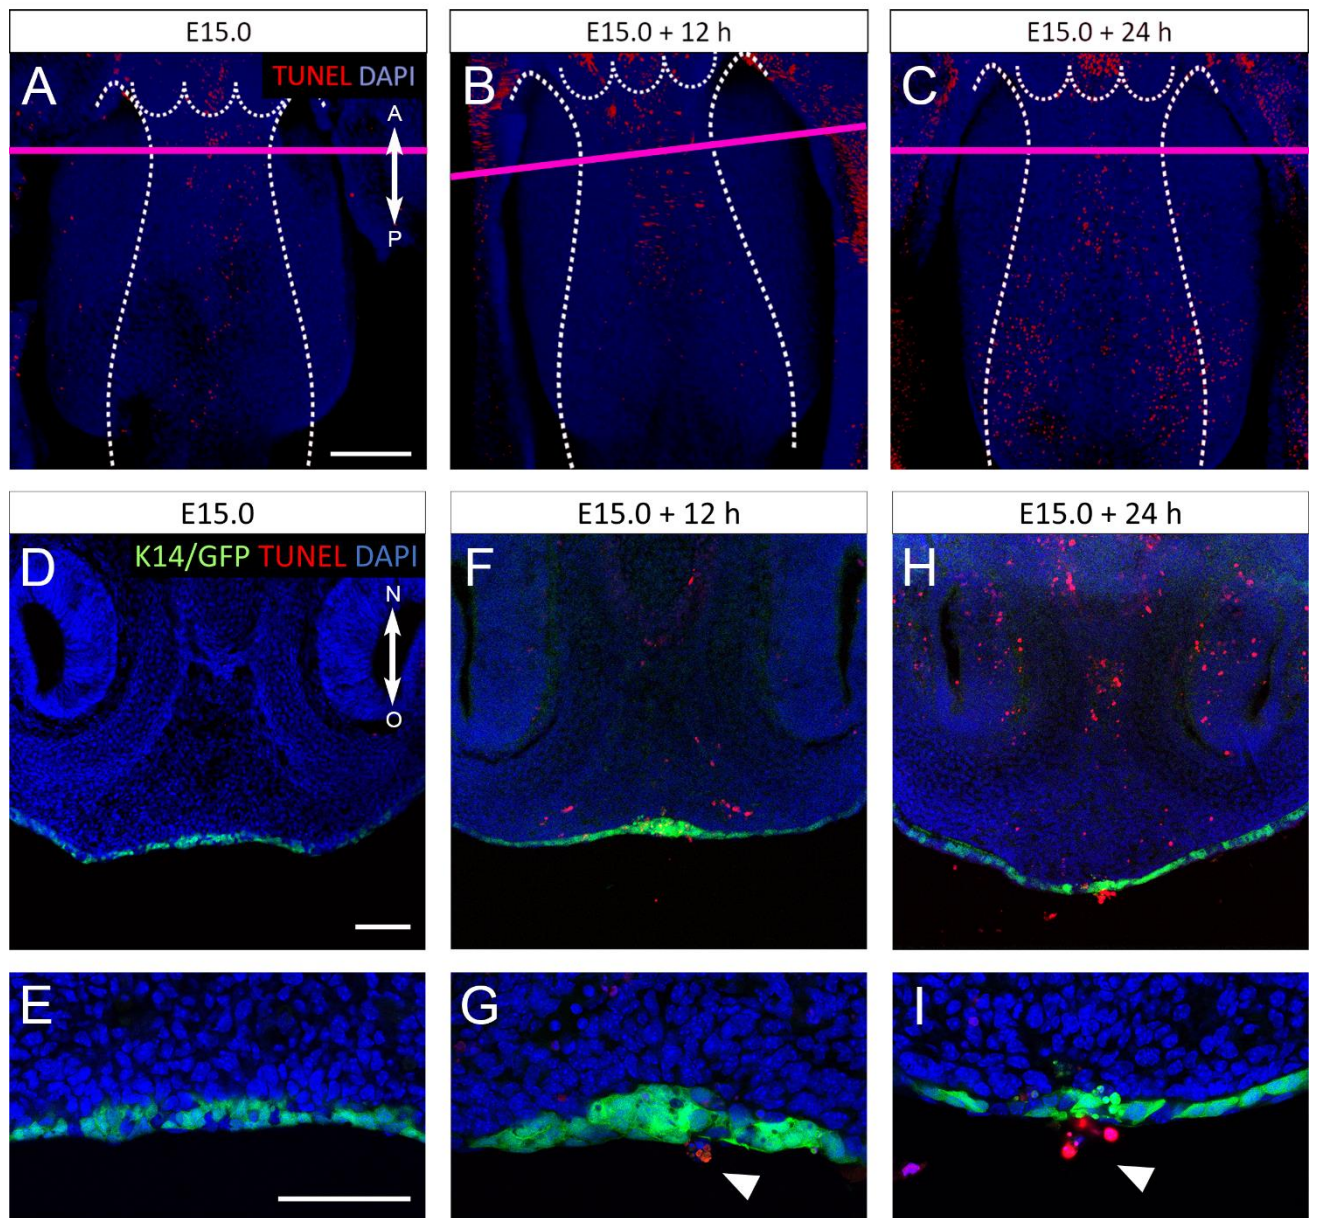 E15.0
E15.0 + 12 h
E15.0 + 24 h
A
TUNEL DAPI
A
P
B
C
E15.0
E15.0 + 12 h
E15.0 + 24 h
D
K14/GFP TUNEL DAPI
N
O
F
H
E
G
I